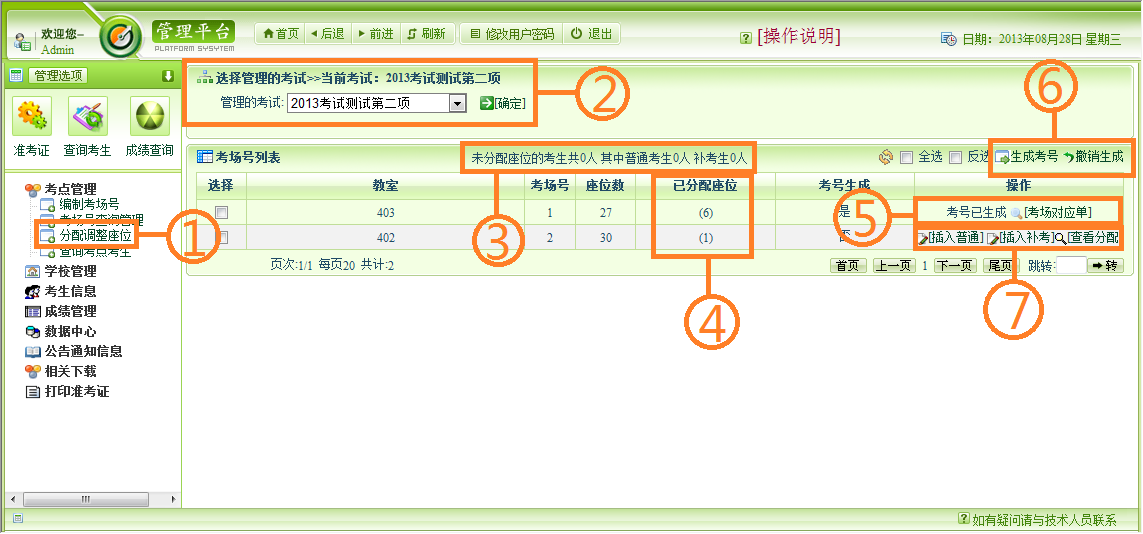 欢迎您–
Admin
管理平台
PLATFORM SYSYTEM
首页 后退 前进 刷新 修改用户密码 退出
[操作说明]
日期：2013年08月28日 星期三
管理选项
准考证 查询考生 成绩查询
考点管理
编制考场号
考场号查询管理
分配调整座位
查询考点考生
学校管理
考生信息
成绩管理
数据中心
公告通知信息
相关下载
打印准考证
①
选择管理的考试>>当前考试：2013考试测试第二项
管理的考试: 2013考试测试第二项 [确定]
②
⑥
考场号列表 未分配座位的考生共0人 其中普通考生0人 补考生0人 全选 反选 生成考号 撤销生成
选择 教室 考场号 座位数 已分配座位 考号生成 操作
403 1 27 (6) 是 考号已生成 [考场对应单]
402 2 30 (1) 否 [插入普通] [插入补考] [查看分配
③
⑤
页次:1/1 每页20 共计:2 首页 上一页 1 下一页 尾页 跳转: 转
④
⑦
如有疑问请与技术人员联系